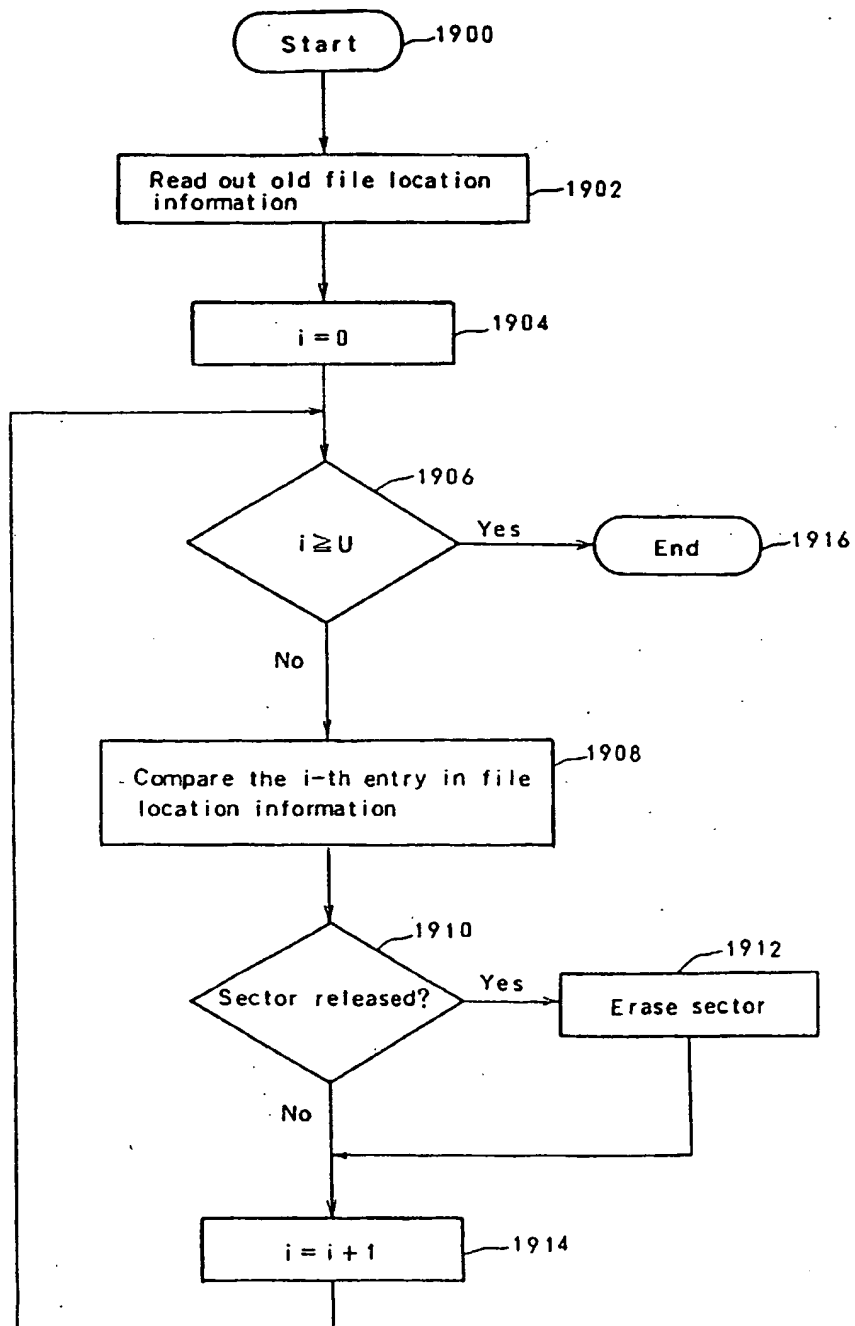 Start
1900
Read out old file location
information
1902
i = 0
1904
1906
i ≧ U
Yes
End
1916
No
1908
Compare the i-th entry in file
location information
1910
1912
Sector released?
Yes
Erase sector
No
i = i + 1
1914